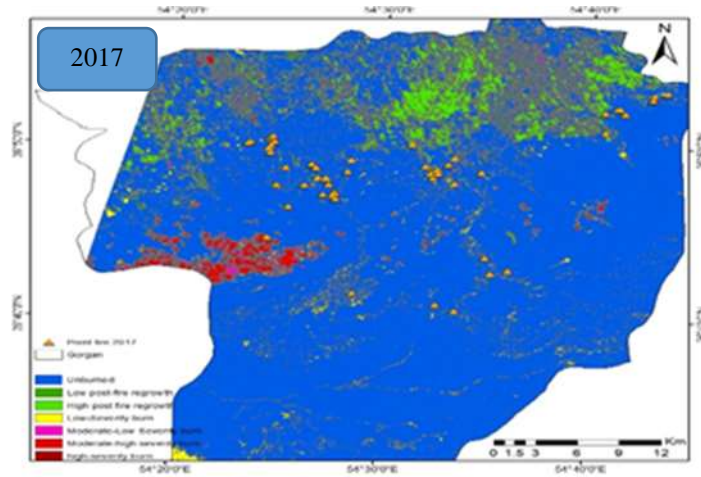 54°20'0"E 54°30'0"E 54°40'0"E
2017
N
Point fire 2017
Gorgan
Unburned
Low post-fire regrowth
High post fire regrowth
Low-Severity burn
Moderate-Low Severity burn
Moderate-high severity burn
high-severity burn
Km
0 1.5 3 6 9 12
54°20'0"E 54°30'0"E 54°40'0"E